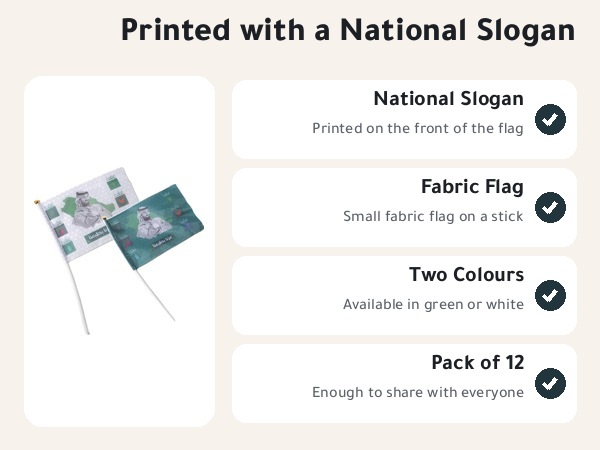 Printed with a National Slogan
National Slogan
Printed on the front of the flag
Fabric Flag
Small fabric flag on a stick
Two Colours
Available in green or white
Pack of 12
Enough to share with everyone